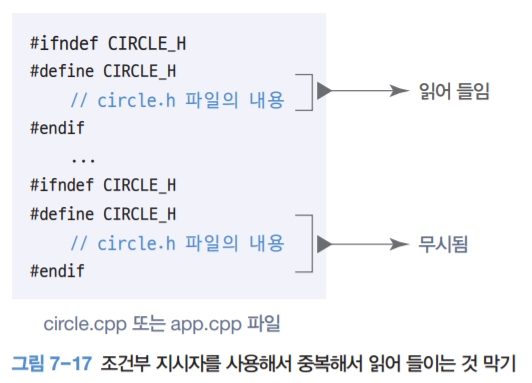 #ifndef CIRCLE_H
#define CIRCLE_H
// circle.h 파일의 내용
읽어 들임
#endif
...
#ifndef CIRCLE_H
#define CIRCLE_H
// circle.h 파일의 내용
무시됨
#endif
circle.cpp 또는 app.cpp 파일
그림 7-17 조건부 지시자를 사용해서 중복해서 읽어 들이는 것 막기